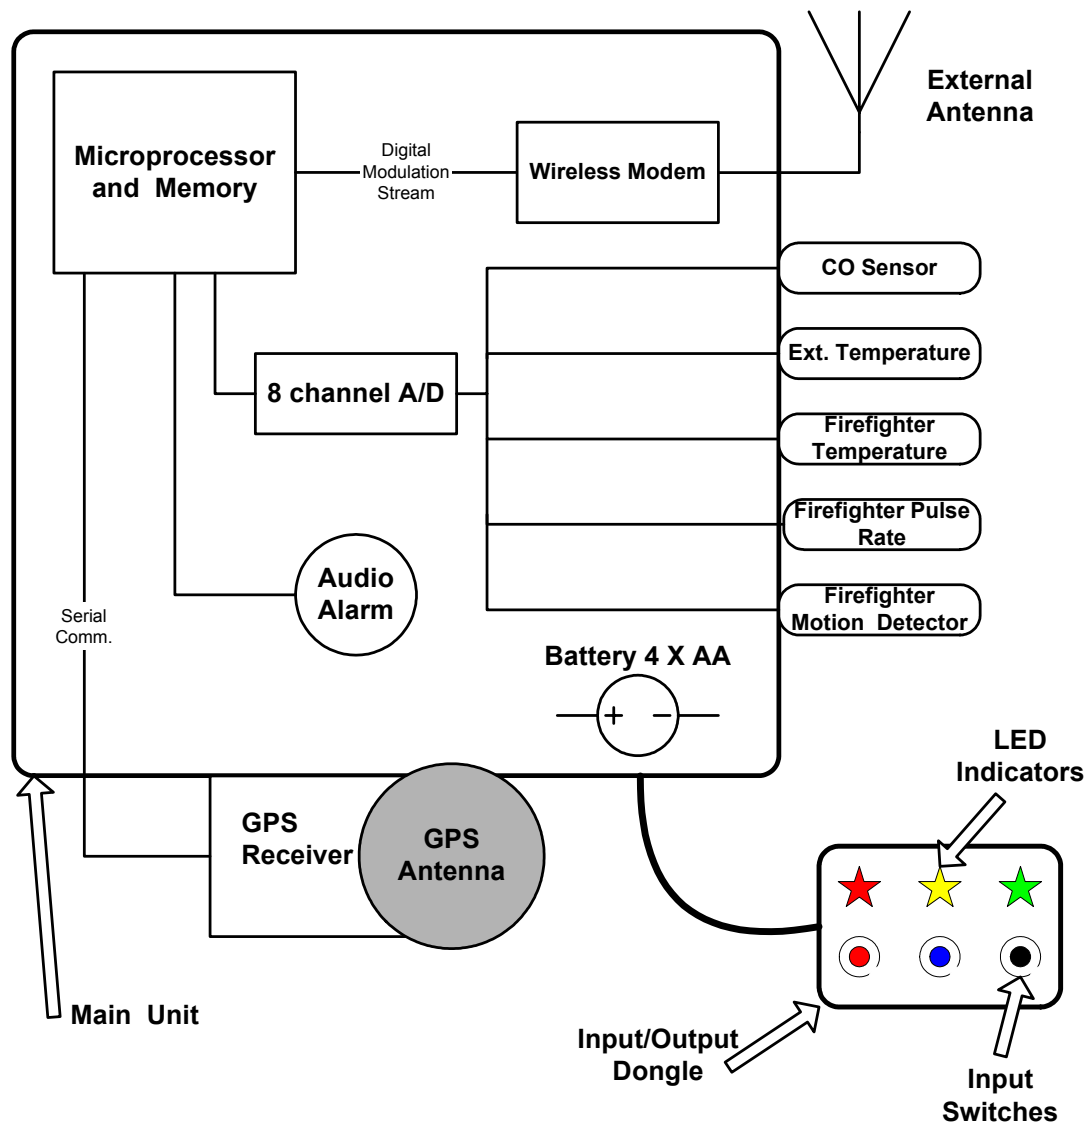 External
Antenna
Microprocessor
and Memory
Digital
Modulation
Stream
Wireless Modem
CO Sensor
Ext. Temperature
8 channel A/D
Firefighter
Temperature
Firefighter Pulse
Rate
Audio
Alarm
Firefighter
Motion Detector
Serial
Comm.
Battery 4 X AA
+ −
LED
Indicators
GPS
Receiver
GPS
Antenna
Main Unit
Input/Output
Dongle
Input
Switches